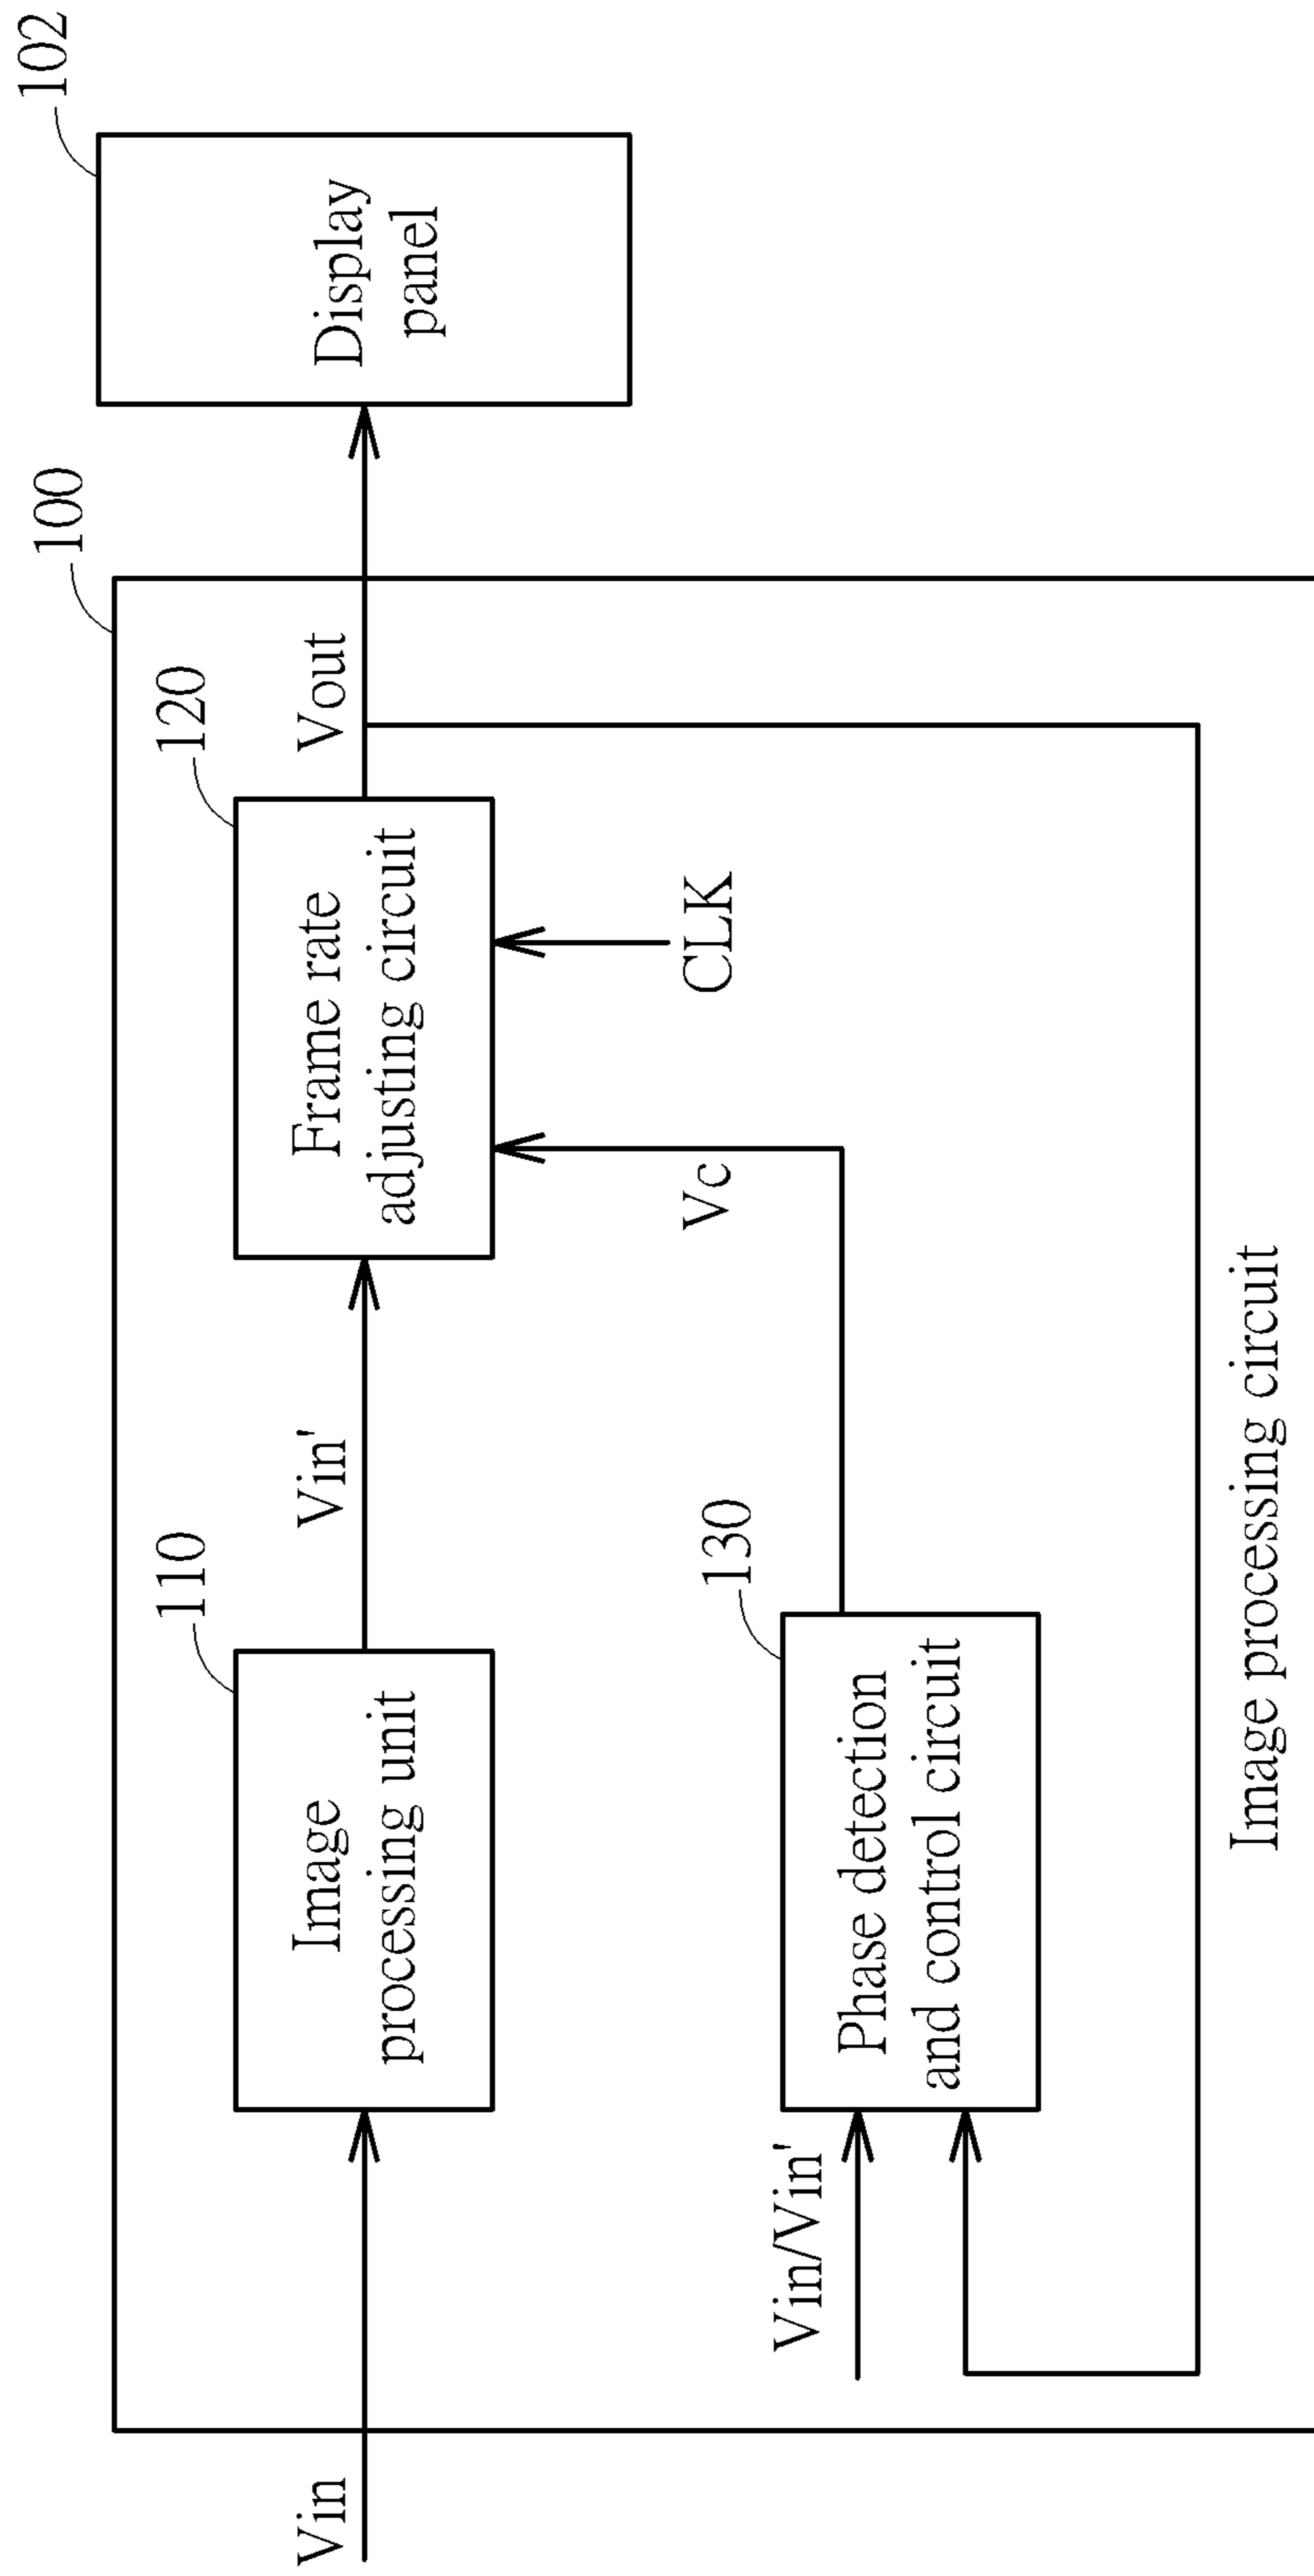 102
100
120
110
Vin
Image
processing unit
Vin'
Frame rate
adjusting circuit
Vout
Display
panel
130
Vin/Vin'
Phase detection
and control circuit
Vc
CLK
Image processing circuit